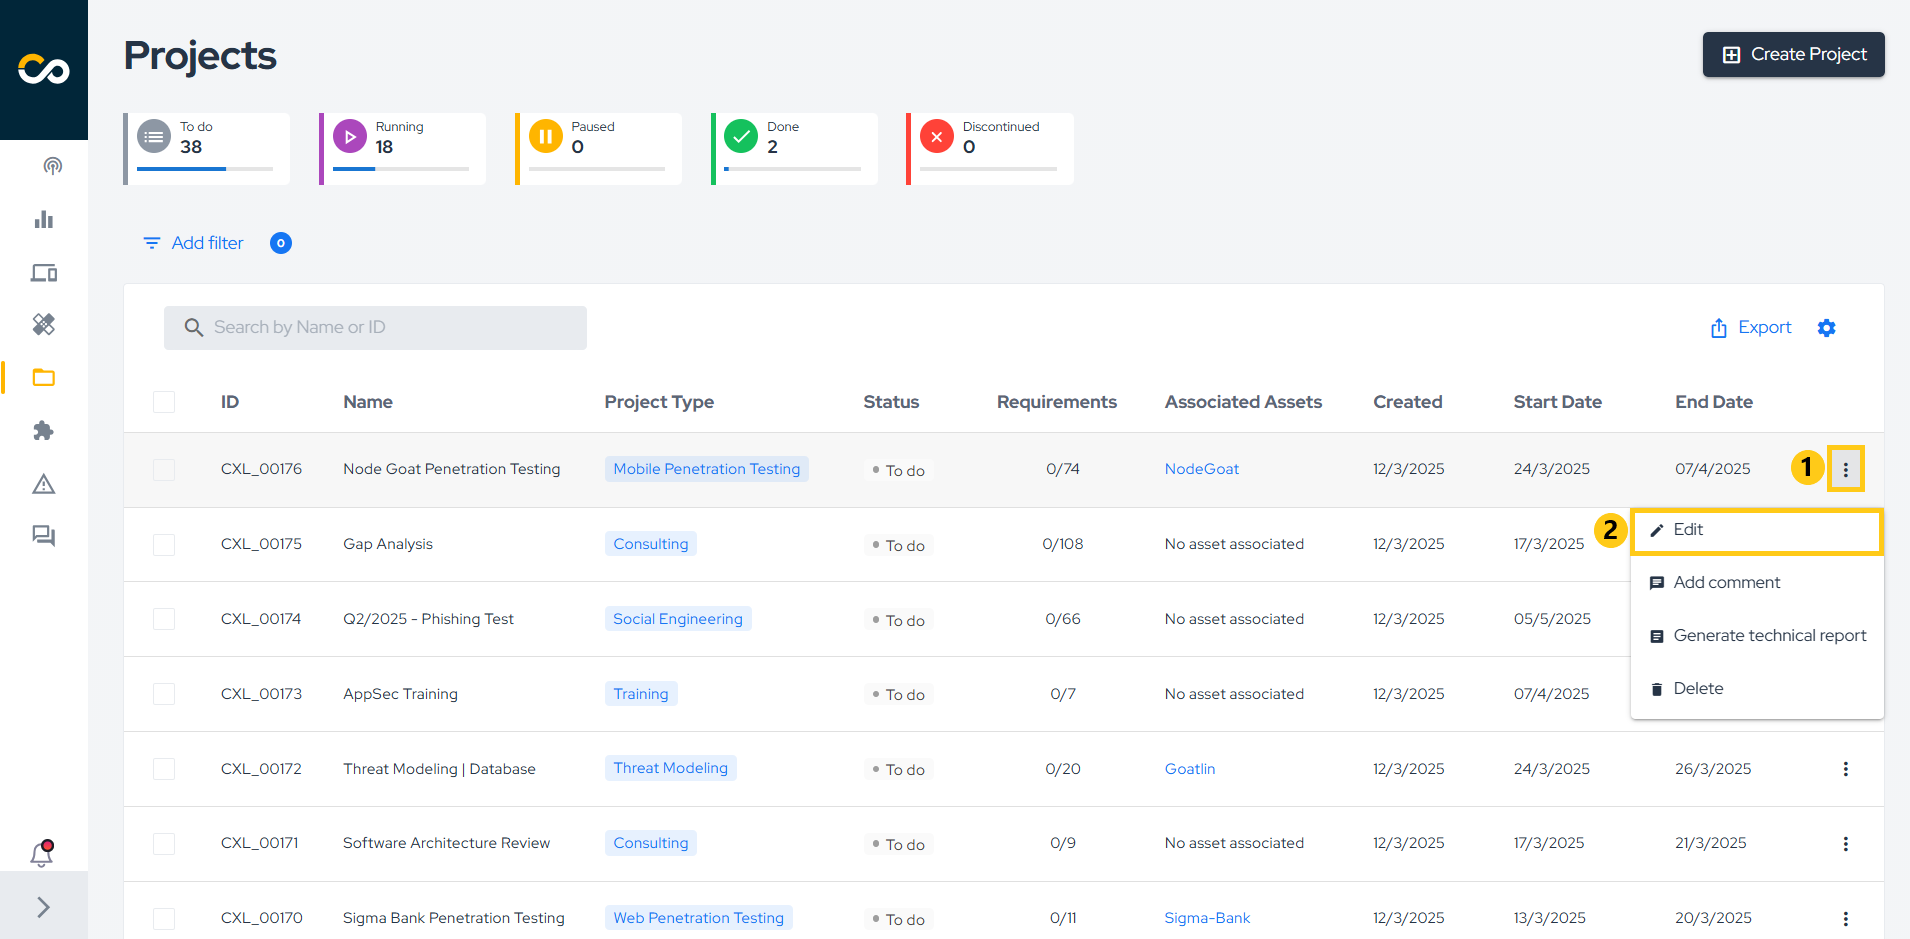 Projects
Create Project
To do
38
Running
18
Paused
0
Done
2
Discontinued
0
Add filter 0
Search by Name or ID
Export
ID Name Project Type Status Requirements Associated Assets Created Start Date End Date
CXL_00176 Node Goat Penetration Testing Mobile Penetration Testing To do 0/74 NodeGoat 12/3/2025 24/3/2025 07/4/2025 1
CXL_00175 Gap Analysis Consulting To do 0/108 No asset associated 12/3/2025 17/3/2025
2 Edit
Add comment
Generate technical report
Delete
CXL_00174 Q2/2025 - Phishing Test Social Engineering To do 0/66 No asset associated 12/3/2025 05/5/2025
CXL_00173 AppSec Training Training To do 0/7 No asset associated 12/3/2025 07/4/2025
CXL_00172 Threat Modeling | Database Threat Modeling To do 0/20 Goatlin 12/3/2025 24/3/2025 26/3/2025
CXL_00171 Software Architecture Review Consulting To do 0/9 No asset associated 12/3/2025 17/3/2025 21/3/2025
CXL_00170 Sigma Bank Penetration Testing Web Penetration Testing To do 0/11 Sigma-Bank 12/3/2025 13/3/2025 20/3/2025